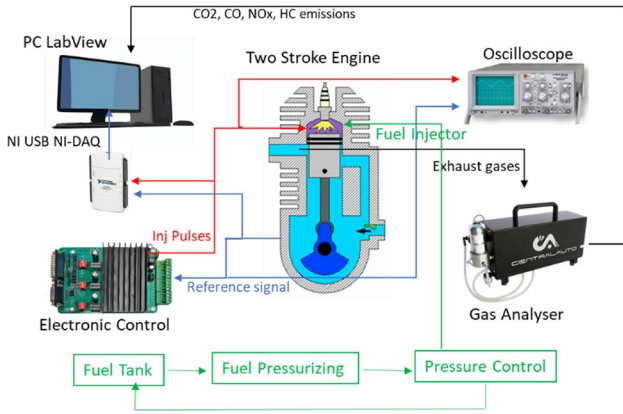 CO2, CO, NOx, HC emissions
PC LabView
Two Stroke Engine
Oscilloscope
Fuel Injector
NI USB NI-DAQ
Exhaust gases
Inj Pulses
CENTRALAUTO
Reference signal
Electronic Control
Gas Analyser
Fuel Tank
Fuel Pressurizing
Pressure Control